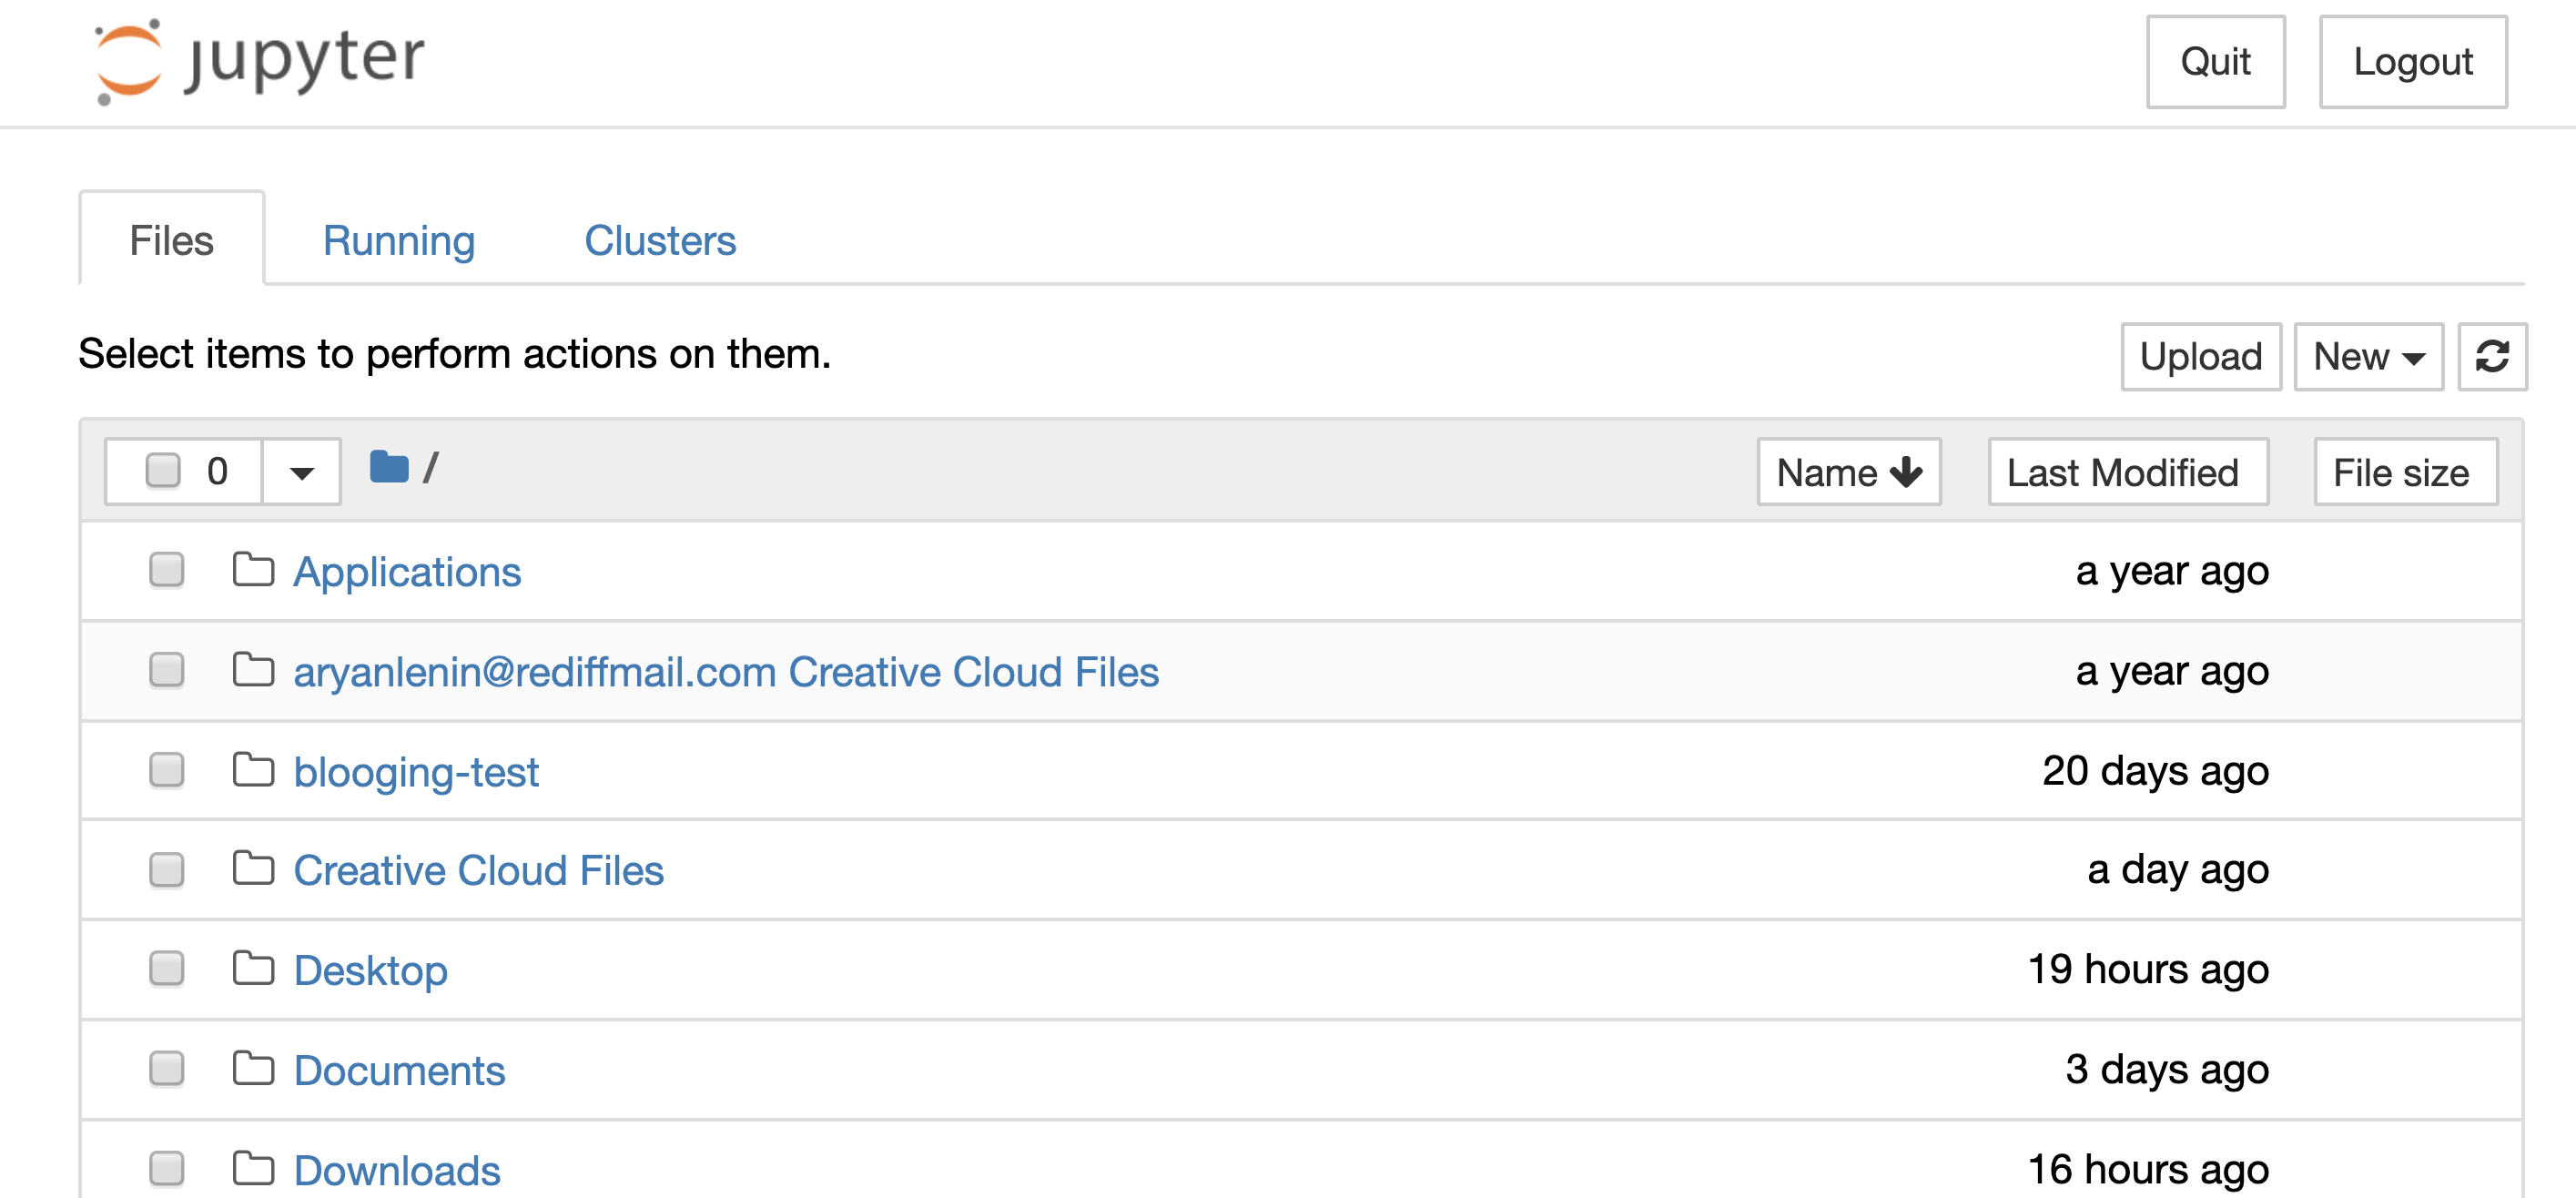 jupyter Quit Logout
Files Running Clusters
Select items to perform actions on them. Upload New
0 / Name Last Modified File size
Applications a year ago
aryanlenin@rediffmail.com Creative Cloud Files a year ago
blooging-test 20 days ago
Creative Cloud Files a day ago
Desktop 19 hours ago
Documents 3 days ago
Downloads 16 hours ago